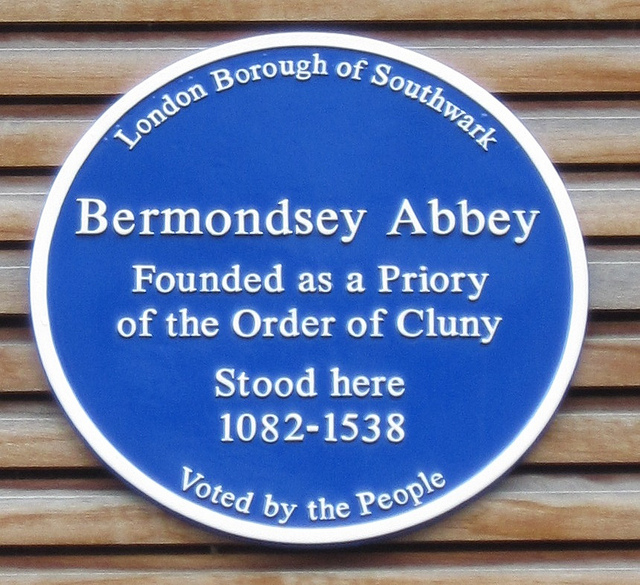 London Borough of Southwark
Bermondsey Abbey
Founded as a Priory
of the Order of Cluny
Stood here
1082-1538
Voted by the People